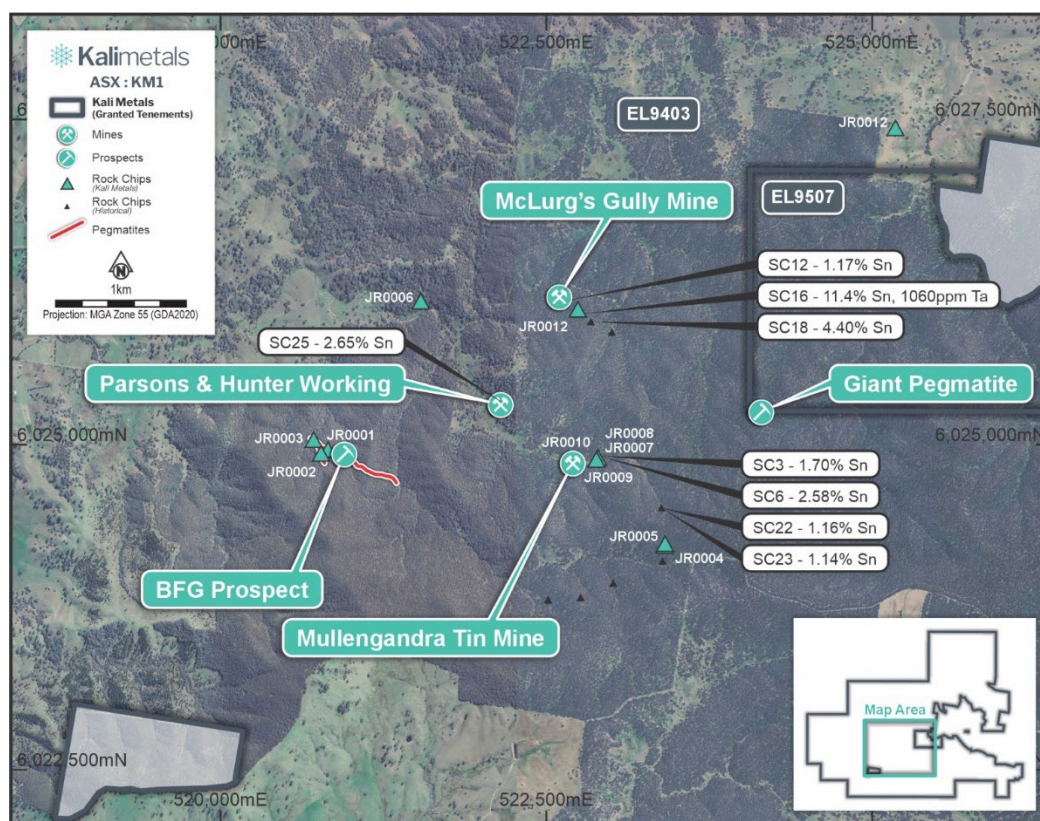 Kalimetals
ASX : KM1
Kali Metals
(Granted Tenements)
Mines
Prospects
Rock Chips
(Kali Metals)
Rock Chips
(Historical)
Pegmatites
N
1km
Projection: MGA Zone 55 (GDA2020)
000mE
522,500mE
525,000mE
6,027,500mN
EL9403
JR0012
EL9507
McLurg's Gully Mine
SC12 - 1.17% Sn
SC16 - 11.4% Sn, 1060ppm Ta
SC18 - 4.40% Sn
JR0006
JR0012
SC25 - 2.65% Sn
Parsons & Hunter Working
Giant Pegmatite
6,025,000mN
6,025,000mN
JR0003
JR0001
JR0002
JR0010
JR0008
JR0007
JR0009
SC3 - 1.70% Sn
SC6 - 2.58% Sn
SC22 - 1.16% Sn
SC23 - 1.14% Sn
JR0005
JR0004
BFG Prospect
Mullengandra Tin Mine
Map Area
6,022,500mN
520,000mE
522,500mE